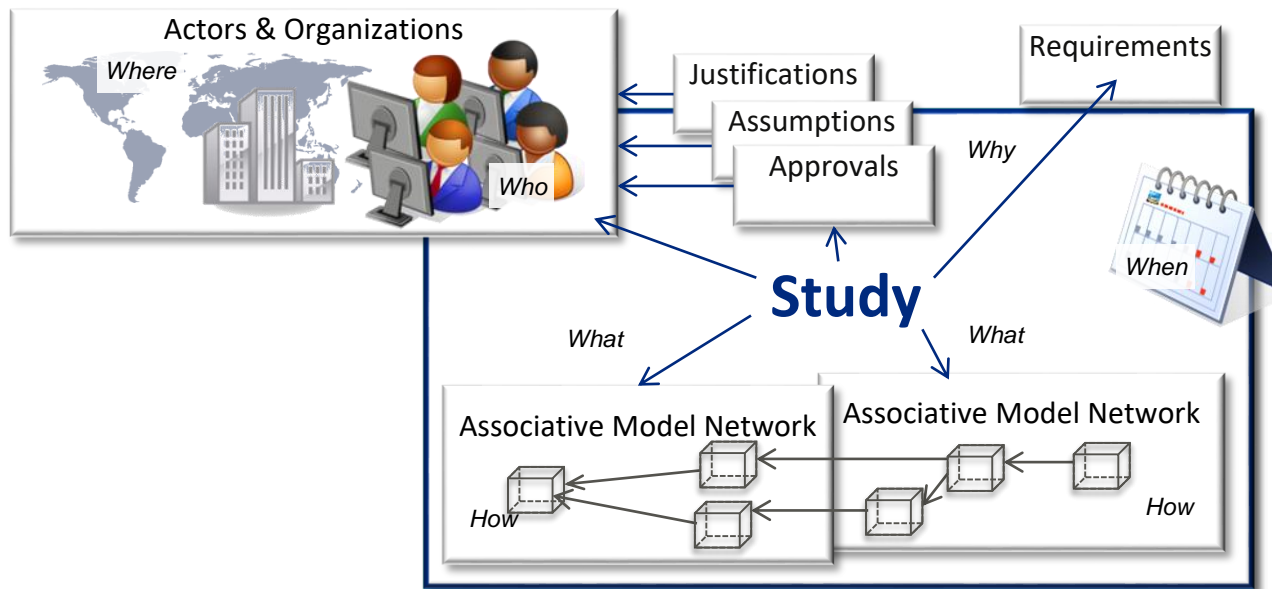 Actors & Organizations
Where
Who
Justifications
Assumptions
Approvals
Requirements
Why
When
Study
What
What
Associative Model Network
How
Associative Model Network
How